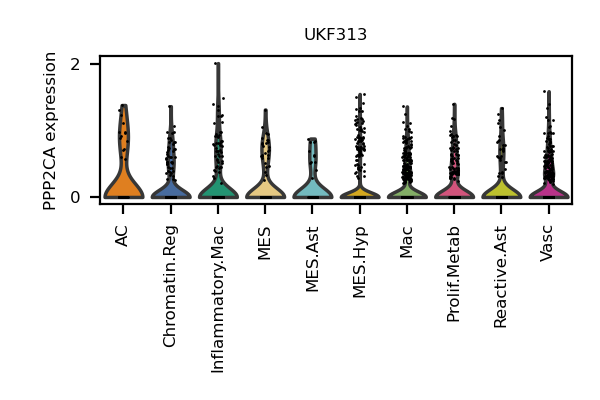 UKF313
PPP2CA expression
2
0
AC
Chromatin.Reg
Inflammatory.Mac
MES
MES.Ast
MES.Hyp
Mac
Prolif.Metab
Reactive.Ast
Vasc